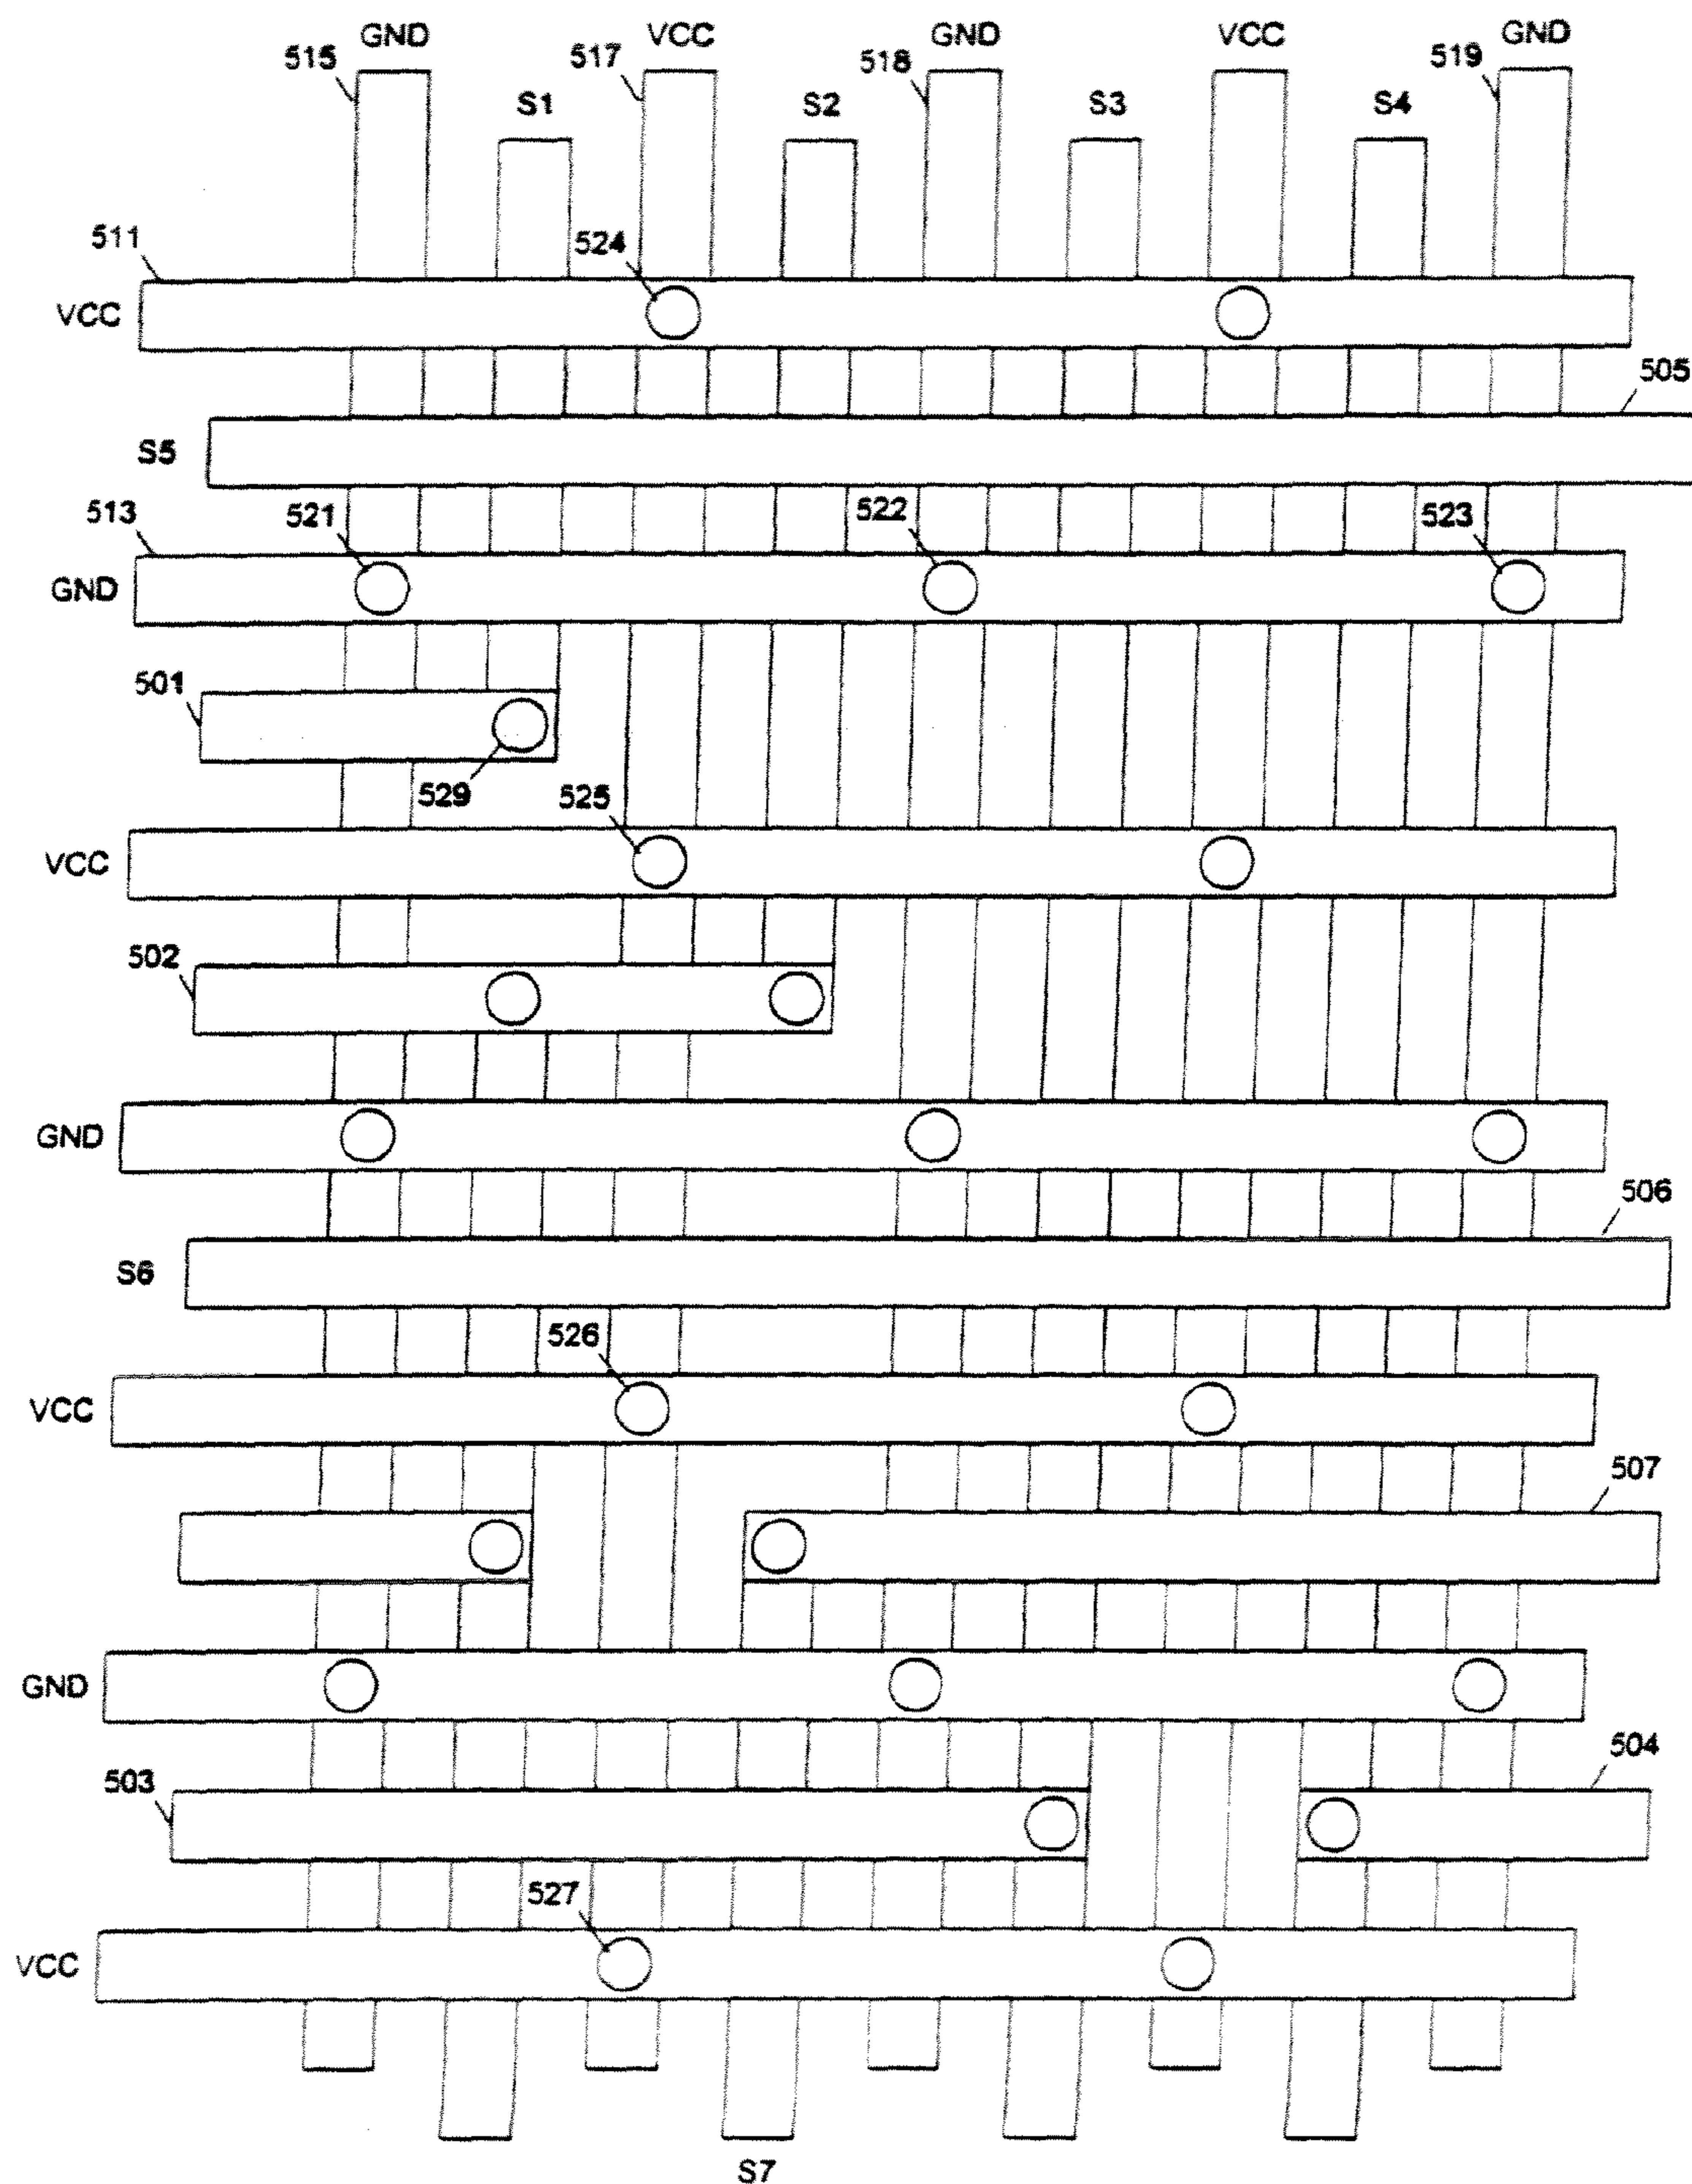 GND VCC GND VCC GND
515 517 518 519
S1 S2 S3 S4
511 524
VCC
505
S5
513 521 522 523
GND
501
529 525
VCC
502
GND
506
S6
526
VCC
507
GND
503 504
527
VCC
S7